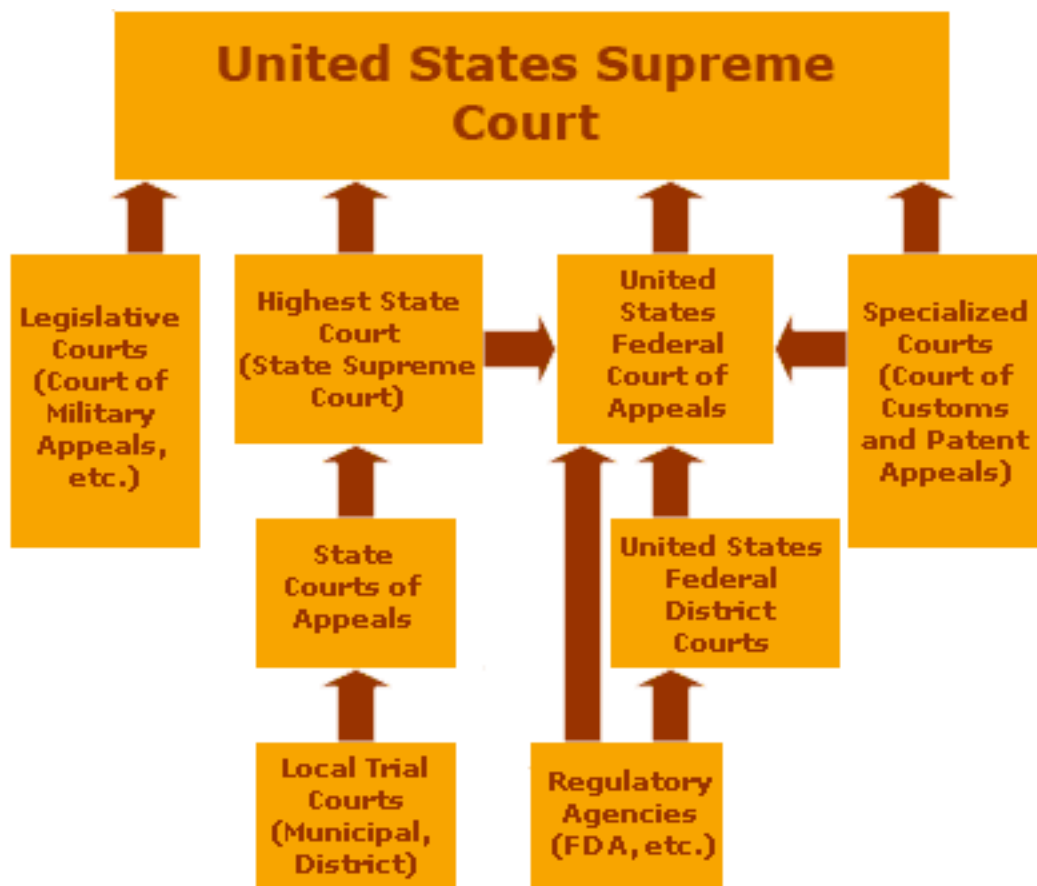 United States Supreme
Court
Legislative
Courts
(Court of
Military
Appeals,
etc.)
Highest State
Court
(State Supreme
Court)
United
States
Federal
Court of
Appeals
Specialized
Courts
(Court of
Customs
and Patent
Appeals)
State
Courts of
Appeals
United States
Federal
District
Courts
Local Trial
Courts
(Municipal,
District)
Regulatory
Agencies
(FDA, etc.)